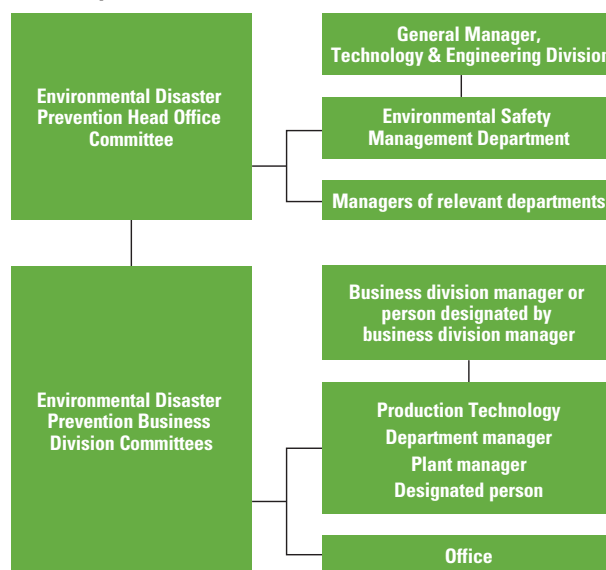 General Manager,
Technology & Engineering Division
Environmental Disaster
Prevention Head Office
Committee
Environmental Safety
Management Department
Managers of relevant departments
Business division manager or
person designated by
business division manager
Environmental Disaster
Prevention Business
Division Committees
Production Technology
Department manager
Plant manager
Designated person
Office